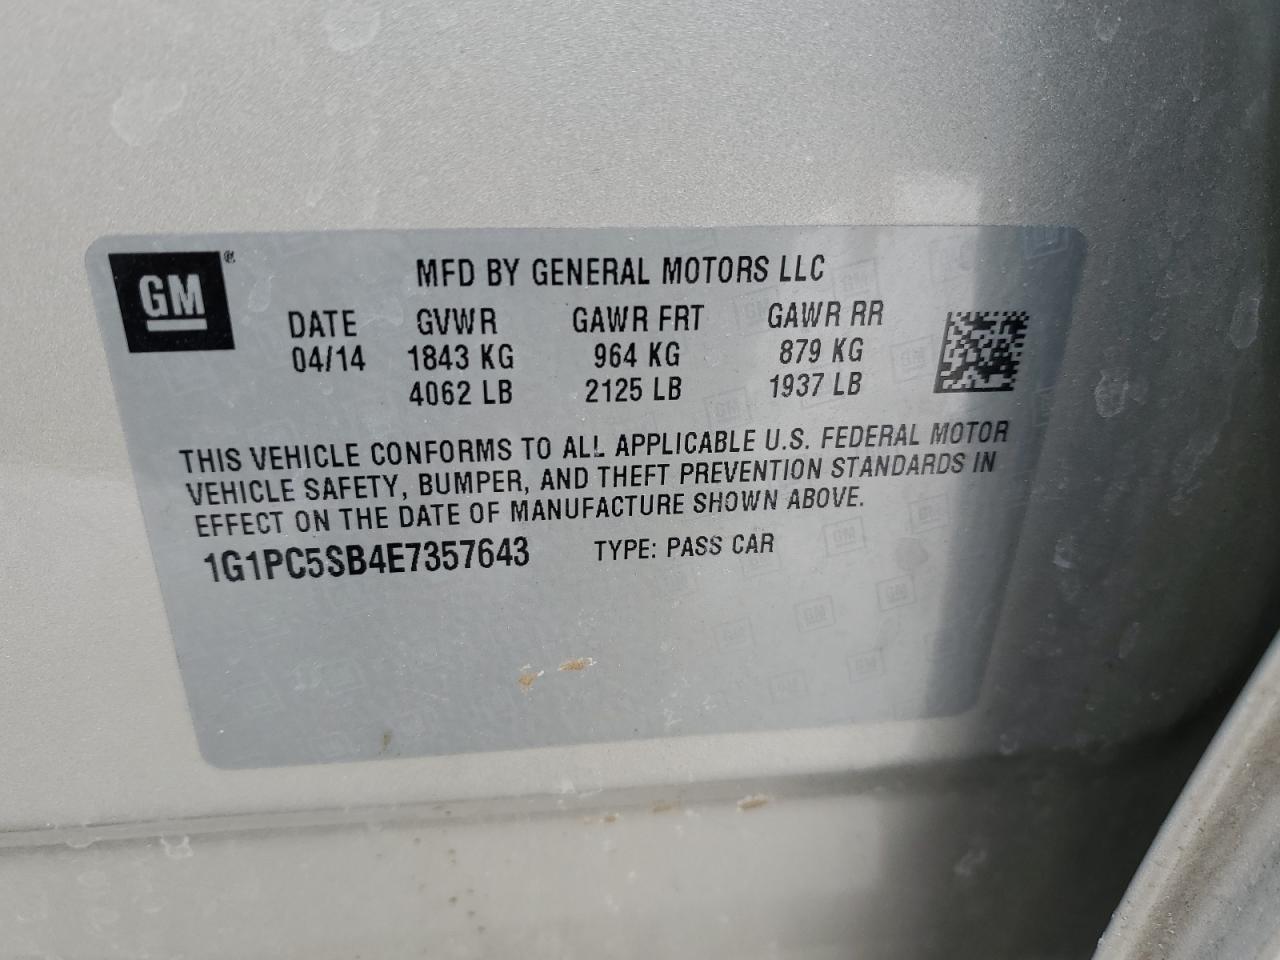 GM®
MFD BY GENERAL MOTORS LLC
DATE GVWR GAWR FRT GAWR RR
04/14 1843 KG 964 KG 879 KG
4062 LB 2125 LB 1937 LB
THIS VEHICLE CONFORMS TO ALL APPLICABLE U.S. FEDERAL MOTOR
VEHICLE SAFETY, BUMPER, AND THEFT PREVENTION STANDARDS IN
EFFECT ON THE DATE OF MANUFACTURE SHOWN ABOVE.
1G1PC5SB4E7357643 TYPE: PASS CAR